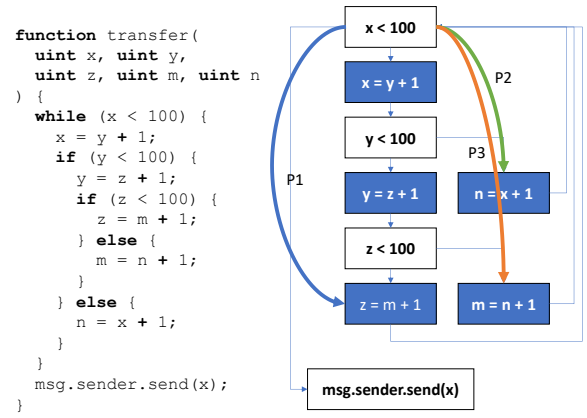 function transfer(
uint x, uint y,
uint z, uint m, uint n
) {
while (x < 100) {
x = y + 1;
if (y < 100) {
y = z + 1;
if (z < 100) {
z = m + 1;
} else {
m = n + 1;
}
} else {
n = x + 1;
}
}
msg.sender.send(x);
}
x < 100
x = y + 1
P2
y < 100
P3
P1
y = z + 1
n = x + 1
z < 100
z = m + 1
m = n + 1
msg.sender.send(x)